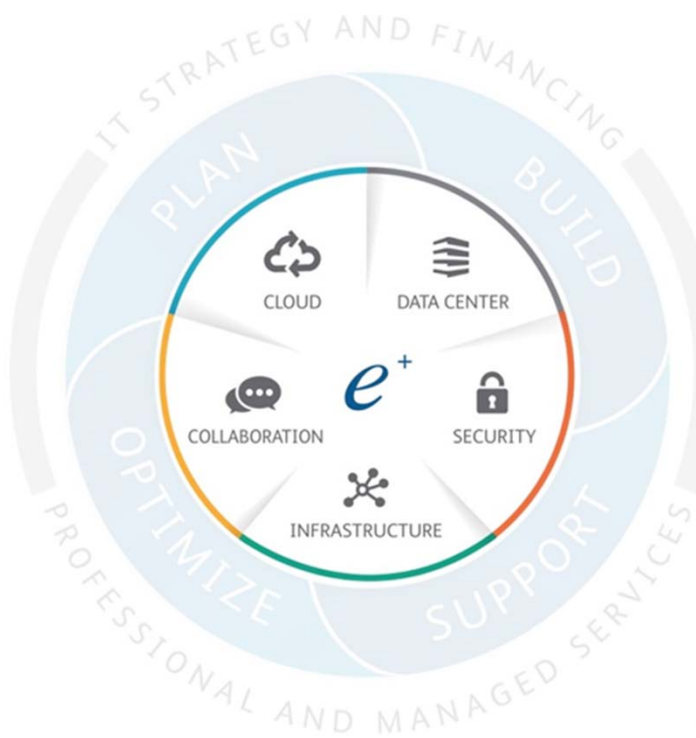 IT STRATEGY AND FINANCING
PLAN
BUILD
CLOUD
DATA CENTER
e+
COLLABORATION
SECURITY
INFRASTRUCTURE
OPTIMIZE
SUPPORT
PROFESSIONAL AND MANAGED SERVICES